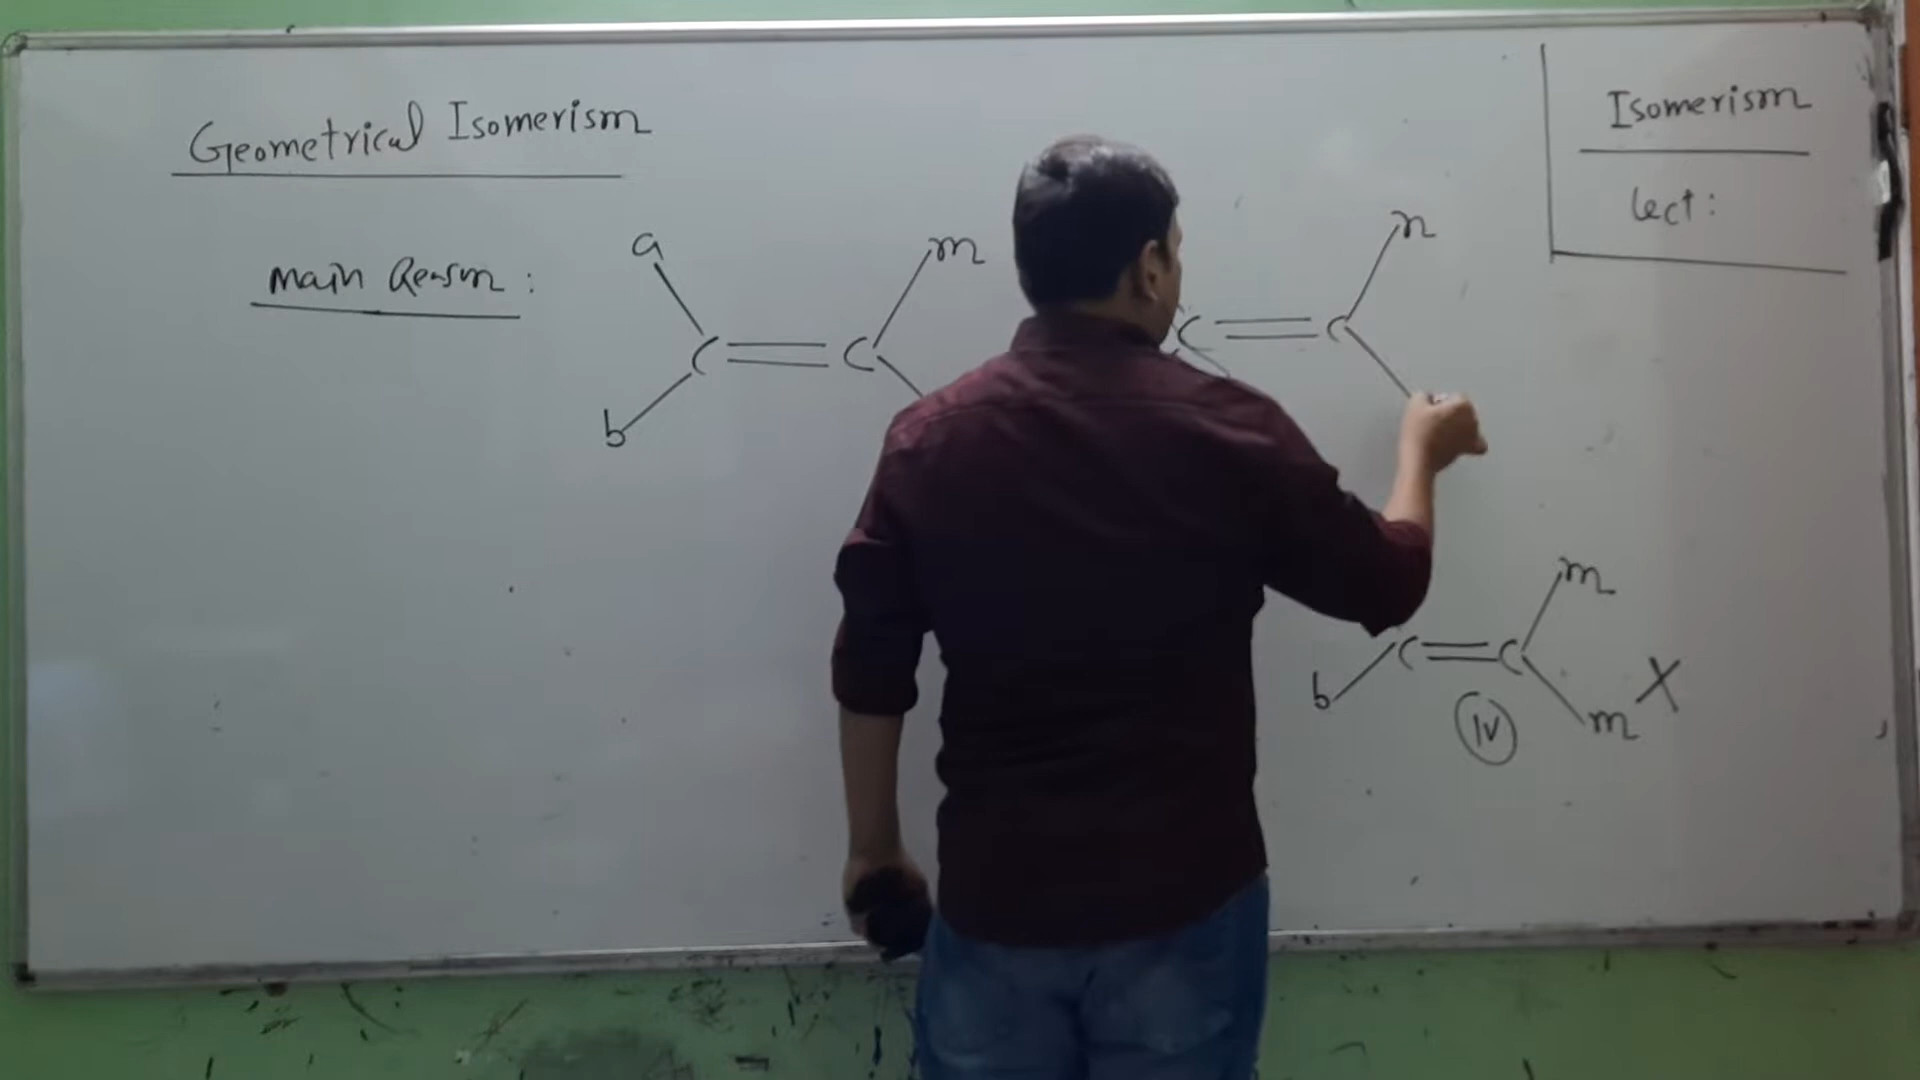 Geometrical Isomerism
Isomerism
Lect:
Main Reason:
a
m
n
C
C
C
C
b
m
C
C
b
m
X
IV